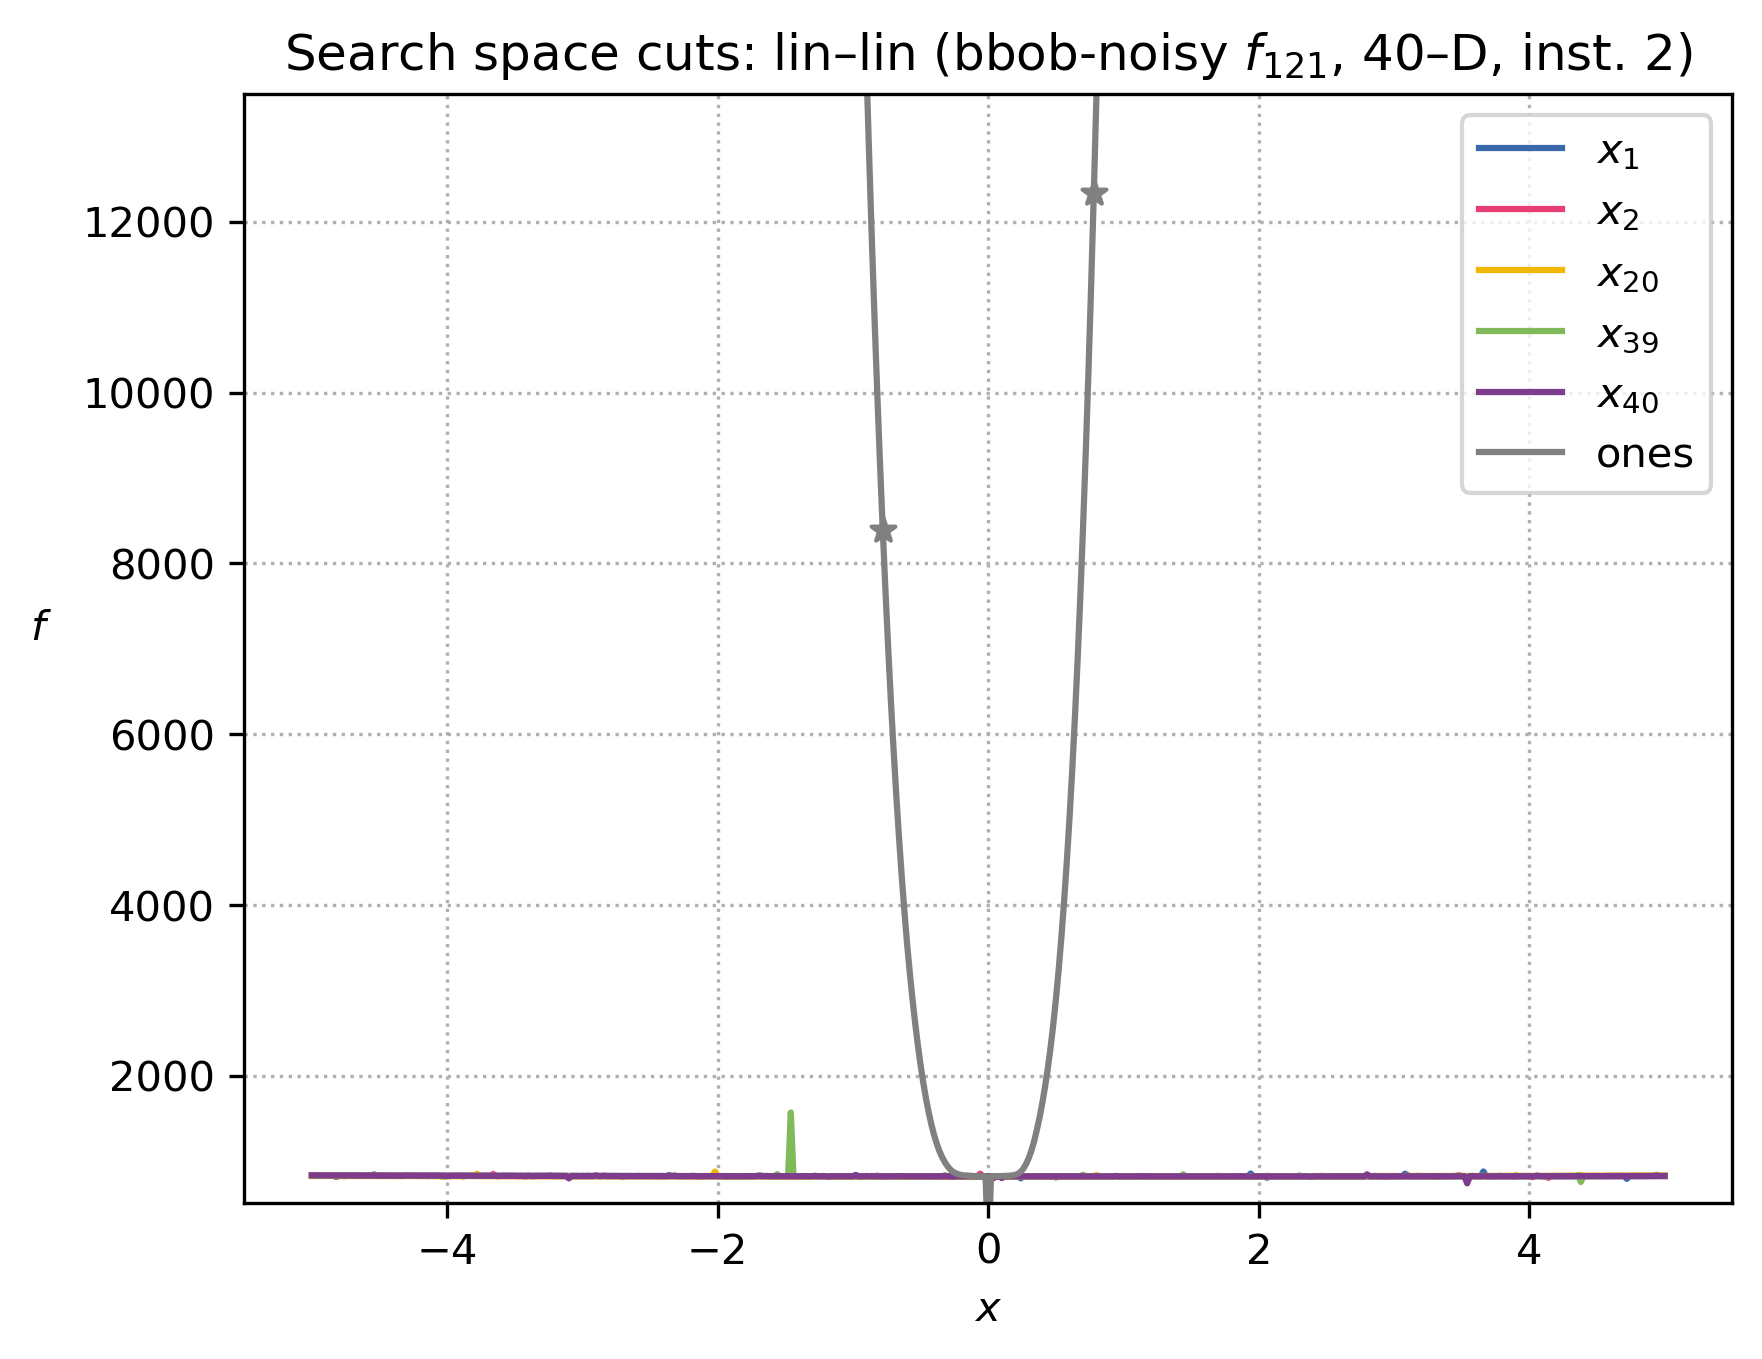 Search space cuts: lin–lin (bbob-noisy f₁₂₁, 40–D, inst. 2)
x₁
x₂
x₂₀
x₃₉
x₄₀
ones
12000
10000
8000
6000
4000
2000
f
−4
−2
0
2
4
x